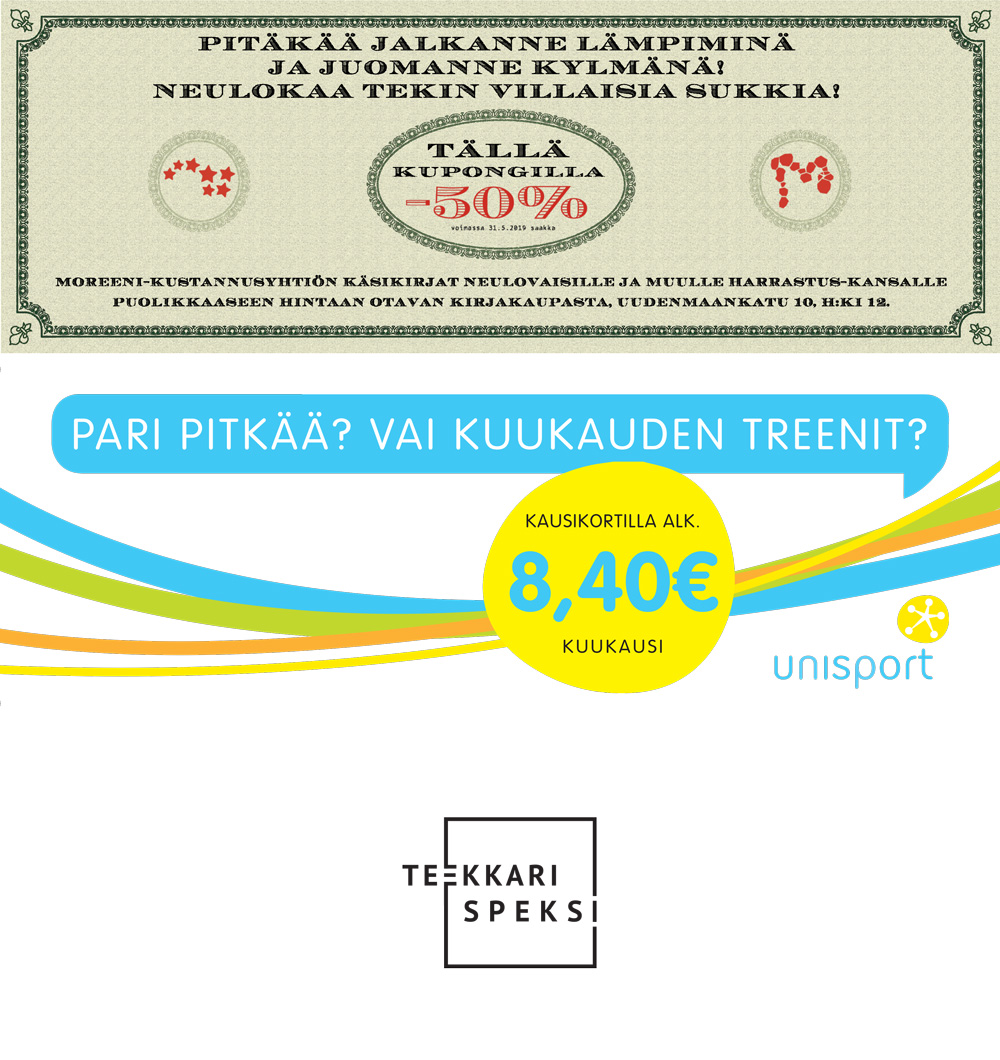 PITÄKÄÄ JALKANNE LÄMPIMINÄ
JA JUOMANNE KYLMÄNÄ!
NEULOKAA TEKIN VILLAISIA SUKKIA!
TÄLLÄ
KUPONGILLA
-50%
voimassa 31.5.2019 saakka
MOREENI-KUSTANNUSYHTIÖN KÄSIKIRJAT NEULOVAISILLE JA MUULLE HARRASTUS-KANSALLE
PUOLIKKAASEEN HINTAAN OTAVAN KIRJAKAUPASTA, UUDENMAANKATU 10, H:KI 12.
PARI PITKÄÄ? VAI KUUKAUDEN TREENIT?
KAUSIKORTILLA ALK.
8,40€
KUUKAUSI
unisport
TEEKKARI
SPEKSI